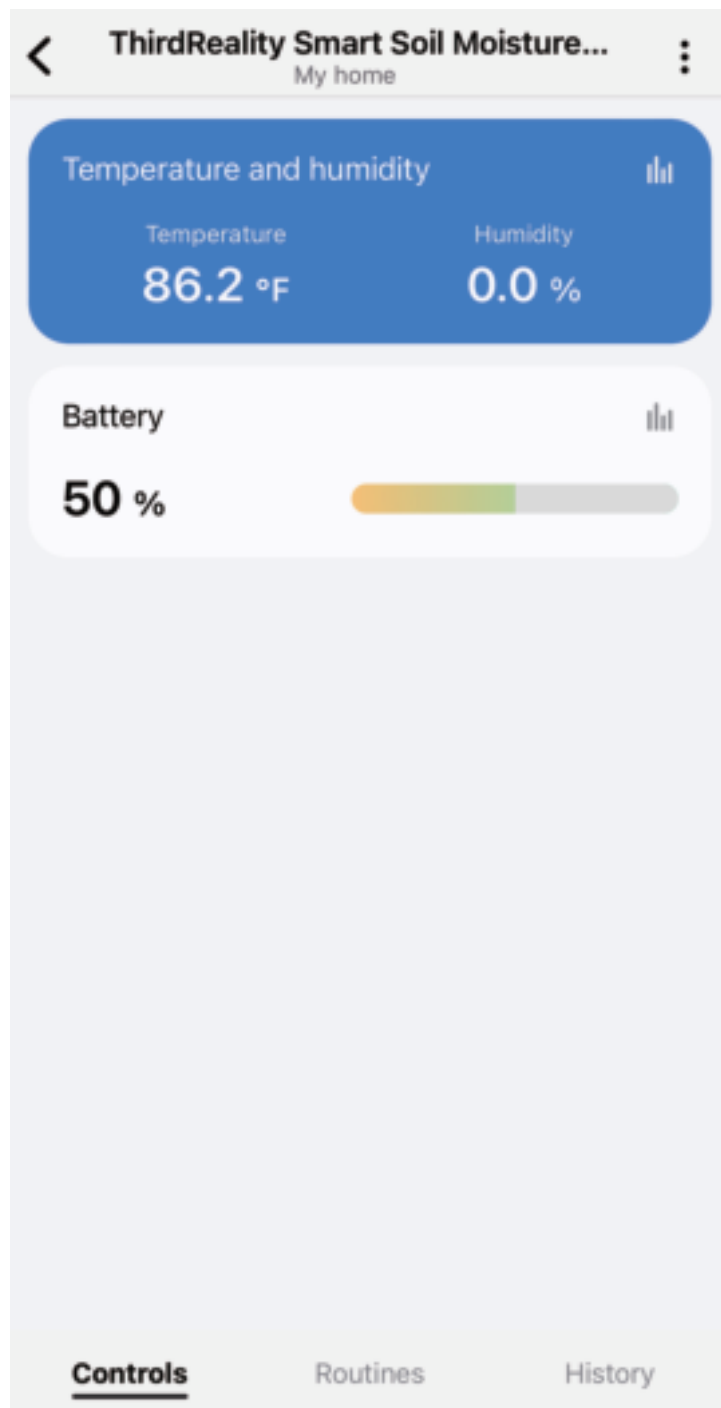 ThirdReality Smart Soil Moisture...
My home
Temperature and humidity
Temperature
Humidity
86.2 °F
0.0 %
Battery
50 %
Controls
Routines
History